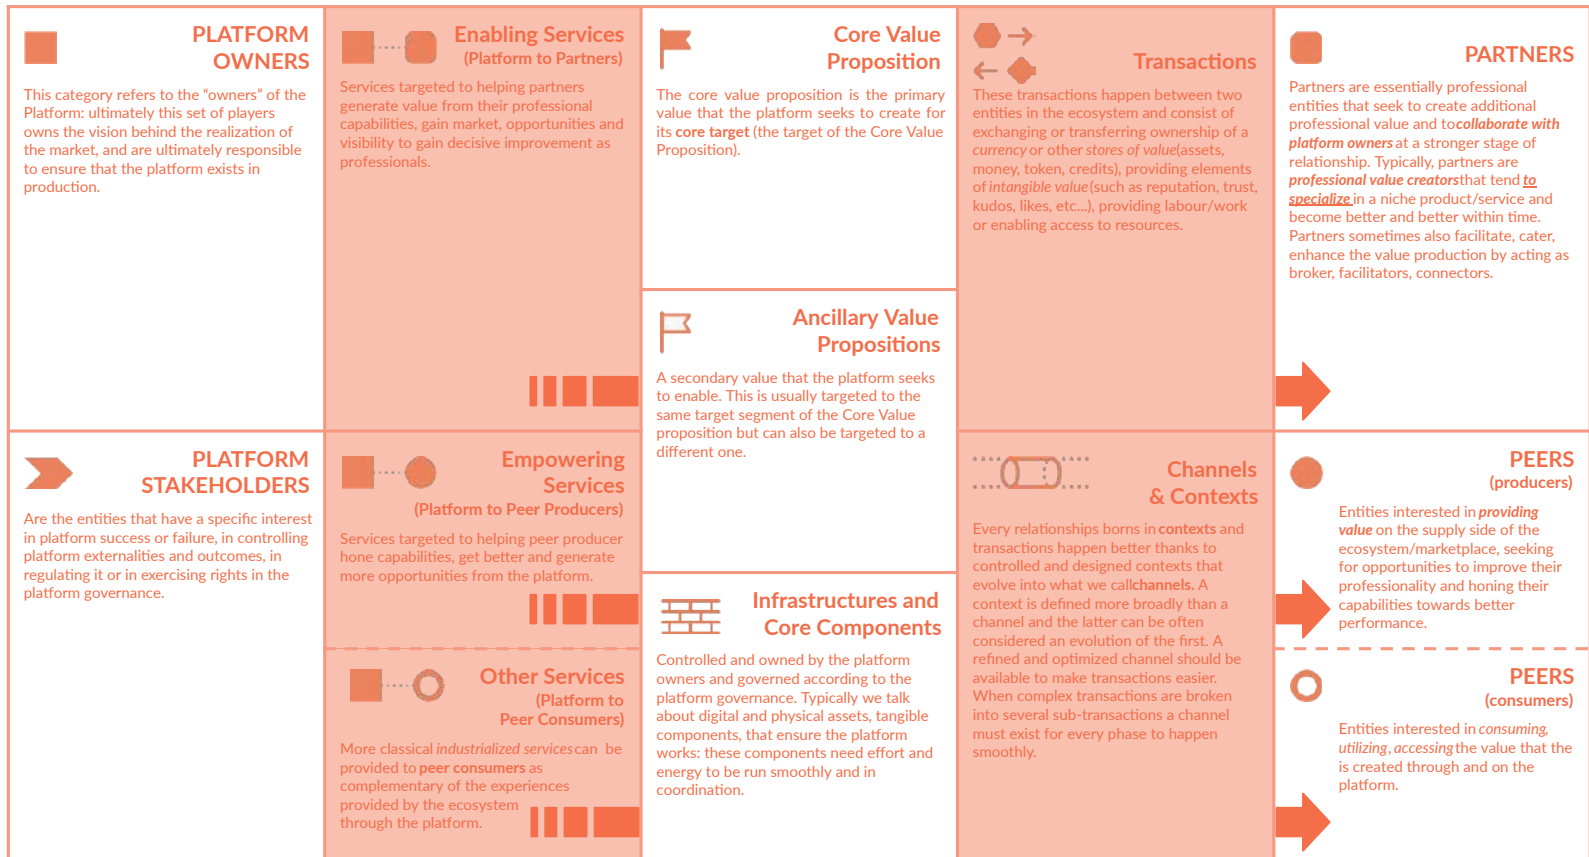 PLATFORM
OWNERS
This category refers to the “owners” of the
Platform: ultimately this set of players
owns the vision behind the realization of
the market, and are ultimately responsible
to ensure that the platform exists in
production.
PLATFORM
STAKEHOLDERS
Are the entities that have a specific interest
in platform success or failure, in controlling
platform externalities and outcomes, in
regulating it or in exercising rights in the
platform governance.
Enabling Services
(Platform to Partners)
Services targeted to helping partners
generate value from their professional
capabilities, gain market, opportunities and
visibility to gain decisive improvement as
professionals.
Empowering
Services
(Platform to Peer Producers)
Services targeted to helping peer producer
hone capabilities, get better and generate
more opportunities from the platform.
Other Services
(Platform to
Peer Consumers)
More classical industrialized services can be
provided to peer consumers as
complementary of the experiences
provided by the ecosystem
through the platform.
Core Value
Proposition
The core value proposition is the primary
value that the platform seeks to create for
its core target (the target of the Core Value
Proposition).
Ancillary Value
Propositions
A secondary value that the platform seeks
to enable. This is usually targeted to the
same target segment of the Core Value
proposition but can also be targeted to a
different one.
Infrastructures and
Core Components
Controlled and owned by the platform
owners and governed according to the
platform governance. Typically we talk
about digital and physical assets, tangible
components, that ensure the platform
works: these components need effort and
energy to be run smoothly and in
coordination.
Transactions
These transactions happen between two
entities in the ecosystem and consist of
exchanging or transferring ownership of a
currency or other stores of value(assets,
money, token, credits), providing elements
of intangible value(such as reputation, trust,
kudos, likes, etc...), providing labour/work
or enabling access to resources.
Channels
& Contexts
Every relationships borns in contexts and
transactions happen better thanks to
controlled and designed contexts that
evolve into what we callchannels. A
context is defined more broadly than a
channel and the latter can be often
considered an evolution of the first. A
refined and optimized channel should be
available to make transactions easier.
When complex transactions are broken
into several sub-transactions a channel
must exist for every phase to happen
smoothly.
PARTNERS
Partners are essentially professional
entities that seek to create additional
professional value and tocollaborate with
platform owners at a stronger stage of
relationship. Typically, partners are
professional value creatorsthat tend to
specialize in a niche product/service and
become better and better within time.
Partners sometimes also facilitate, cater,
enhance the value production by acting as
broker, facilitators, connectors.
PEERS
(producers)
Entities interested in providing
value on the supply side of the
ecosystem/marketplace, seeking
for opportunities to improve their
professionality and honing their
capabilities towards better
performance.
PEERS
(consumers)
Entities interested in consuming,
utilizing, accessing the value that the
is created through and on the
platform.